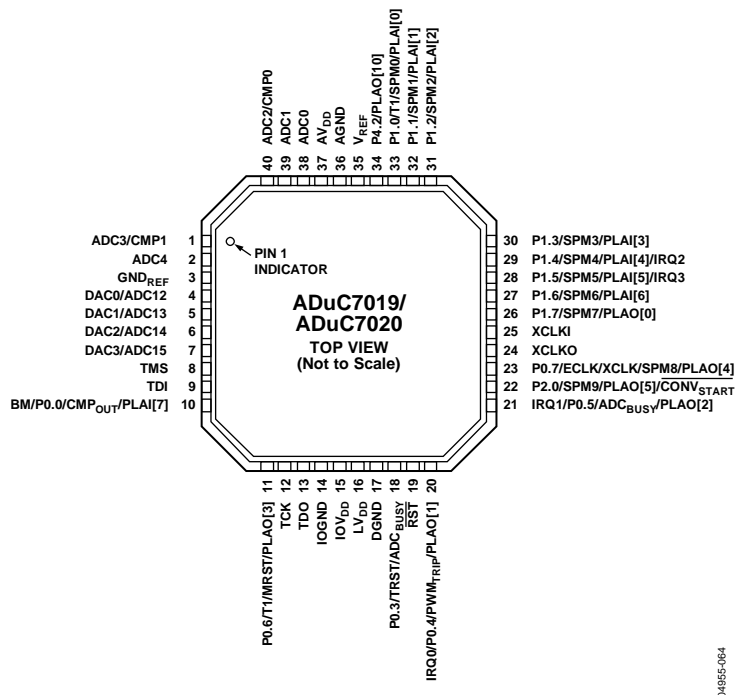 40 ADC2/CMP0
39 ADC1
38 ADC0
37 AVDD
36 AGND
35 VREF
34 P4.2/PLAO[10]
33 P1.0/T1/SPM0/PLAI[0]
32 P1.1/SPM1/PLAI[1]
31 P1.2/SPM2/PLAI[2]
ADC3/CMP1 1
ADC4 2
GNDREF 3
DAC0/ADC12 4
DAC1/ADC13 5
DAC2/ADC14 6
DAC3/ADC15 7
TMS 8
TDI 9
BM/P0.0/CMPOUT/PLAI[7] 10
PIN 1
INDICATOR
ADuC7019/
ADuC7020
TOP VIEW
(Not to Scale)
30 P1.3/SPM3/PLAI[3]
29 P1.4/SPM4/PLAI[4]/IRQ2
28 P1.5/SPM5/PLAI[5]/IRQ3
27 P1.6/SPM6/PLAI[6]
26 P1.7/SPM7/PLAO[0]
25 XCLKI
24 XCLKO
23 P0.7/ECLK/XCLK/SPM8/PLAO[4]
22 P2.0/SPM9/PLAO[5]/CONVSTART
21 IRQ1/P0.5/ADCBUSY/PLAO[2]
P0.6/T1/MRST/PLAO[3] 11
TCK 12
TDO 13
IOGND 14
IOVDD 15
LVDD 16
DGND 17
P0.3/TRST/ADCBUSY 18
RST 19
IRQ0/P0.4/PWMTRIP/PLAO[1] 20
04955-064